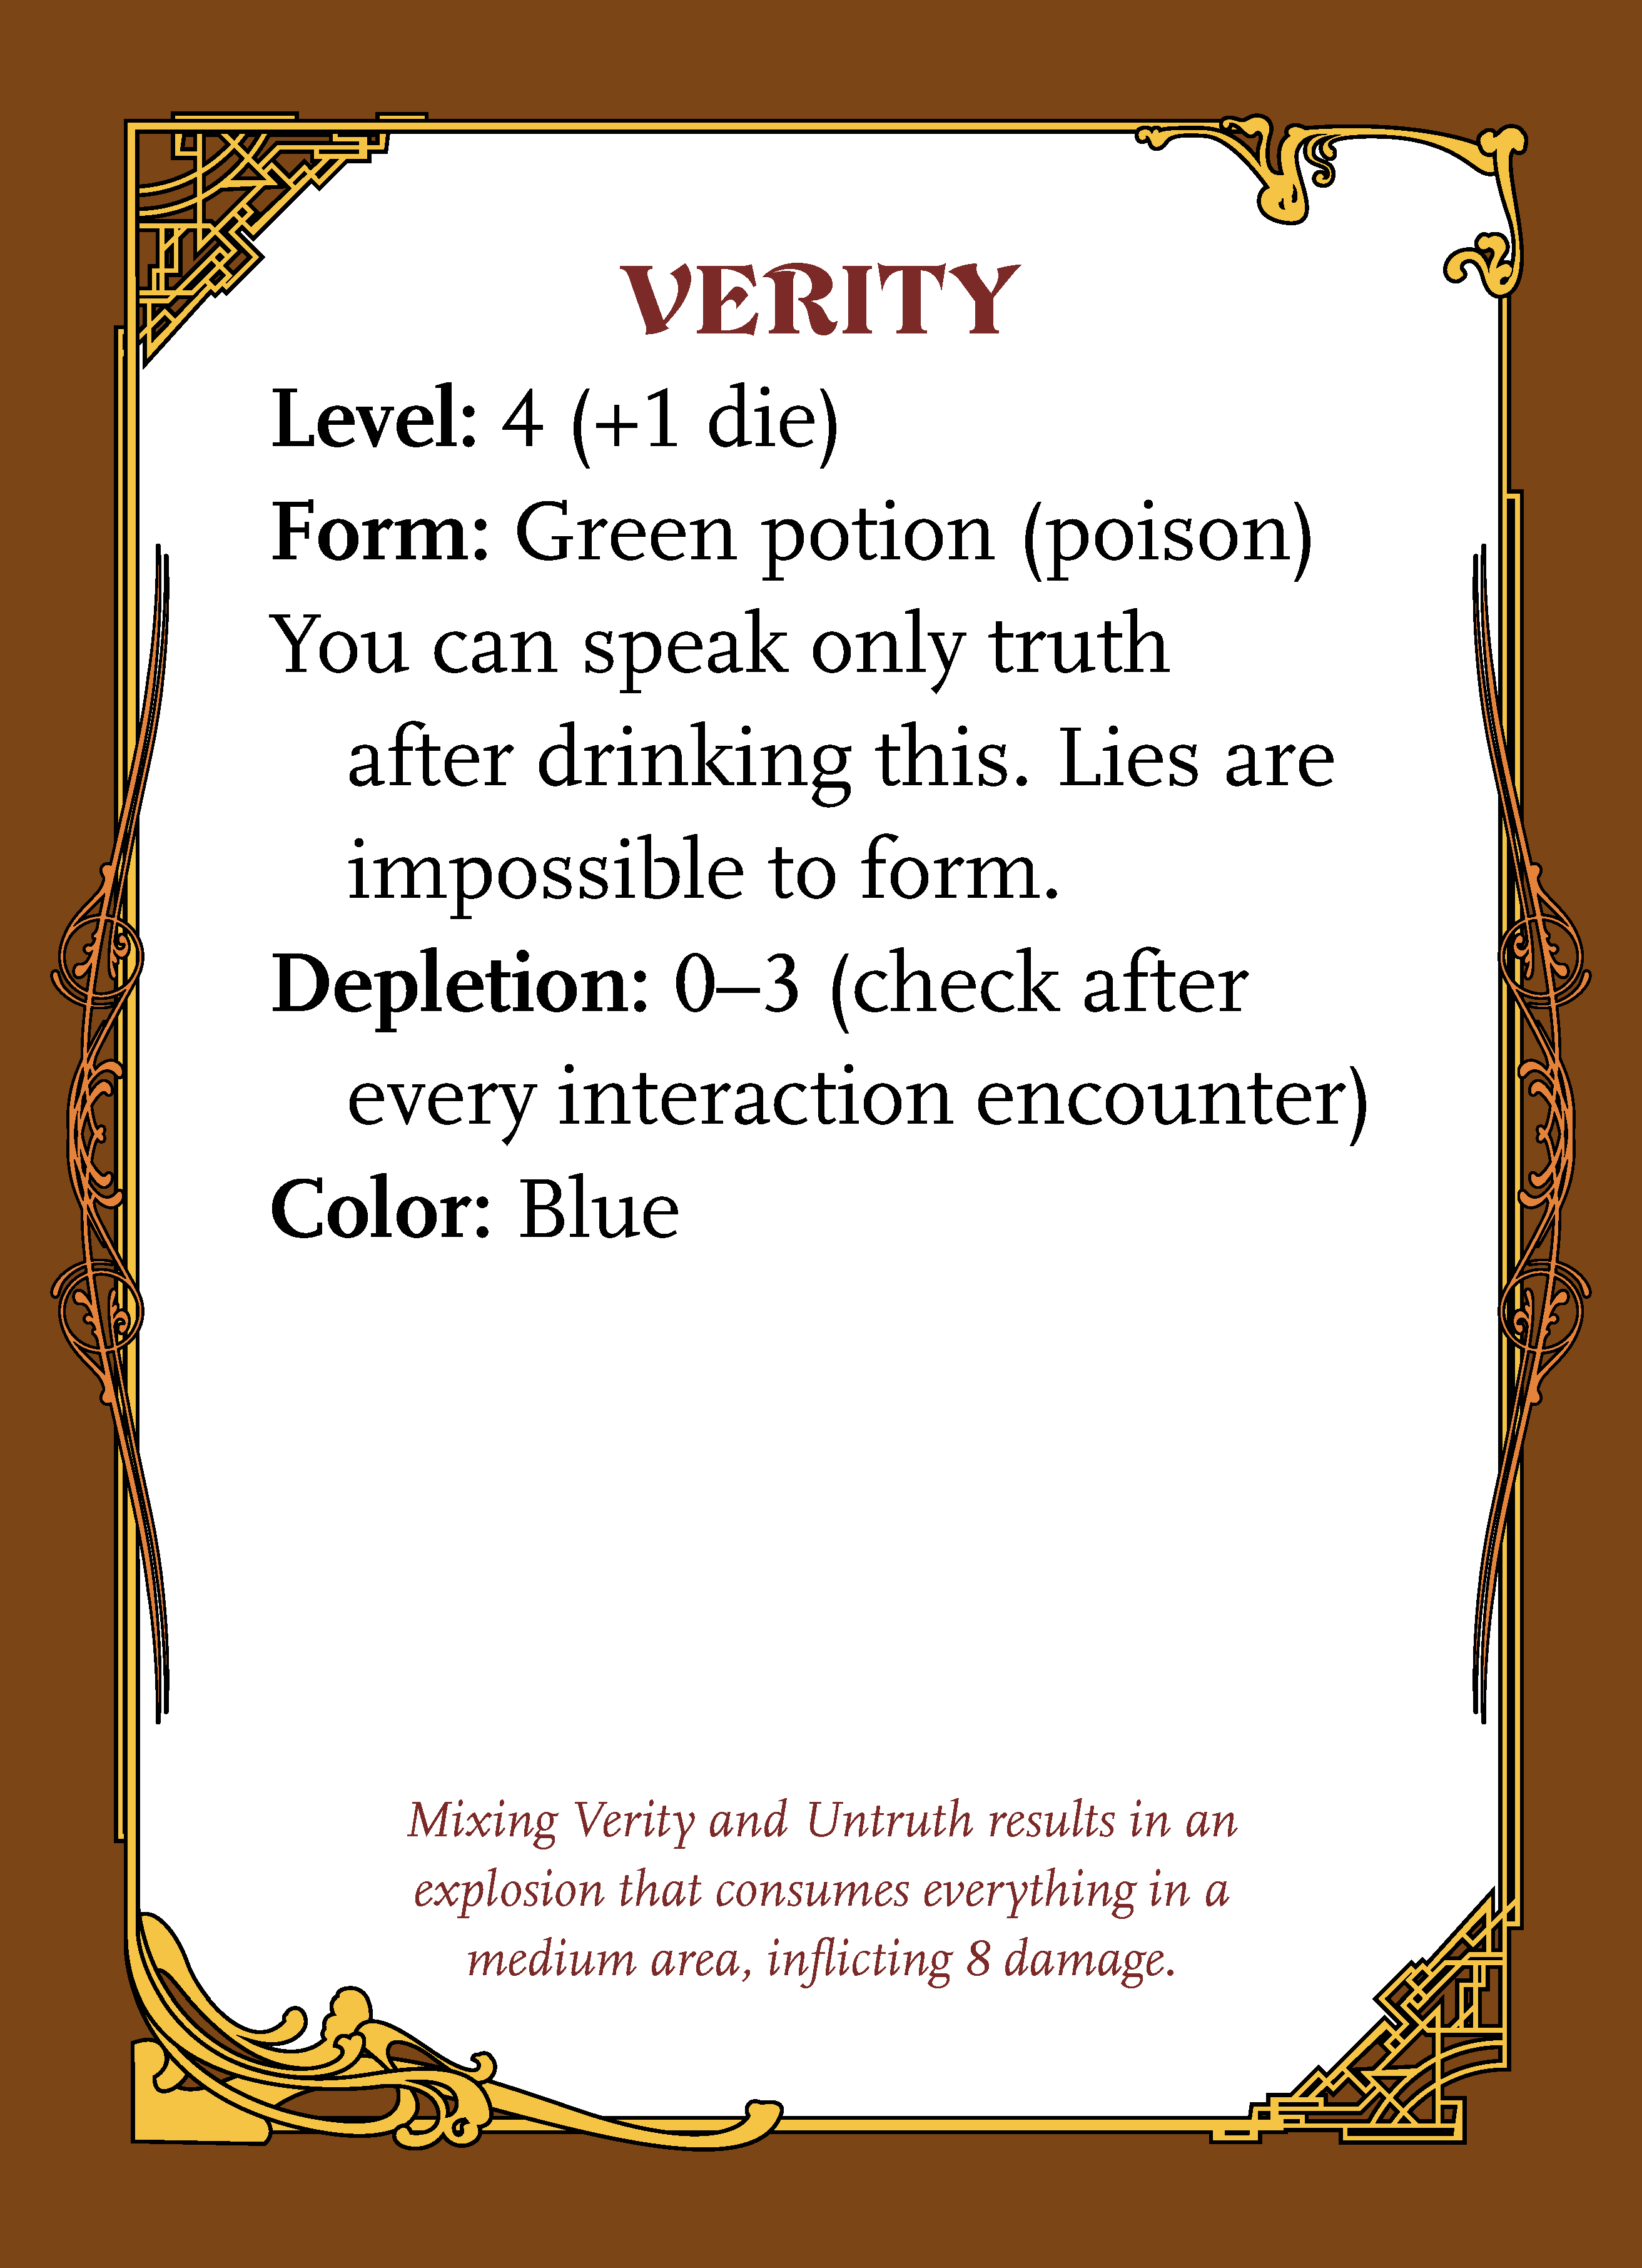 VERITY
Level: 4 (+1 die)
Form: Green potion (poison)
You can speak only truth
after drinking this. Lies are
impossible to form.
Depletion: 0–3 (check after
every interaction encounter)
Color: Blue
Mixing Verity and Untruth results in an
explosion that consumes everything in a
medium area, inflicting 8 damage.